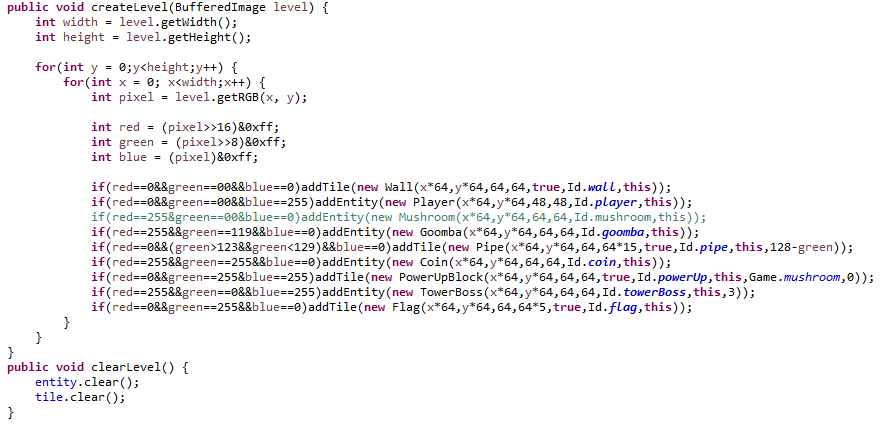 public void createLevel(BufferedImage level) {
    int width = level.getWidth();
    int height = level.getHeight();

    for(int y = 0;y<height;y++) {
        for(int x = 0; x<width;x++) {
            int pixel = level.getRGB(x, y);

            int red = (pixel>>16)&0xff;
            int green = (pixel>>8)&0xff;
            int blue = (pixel)&0xff;

            if(red==0&&green==00&&blue==0)addTile(new Wall(x*64,y*64,64,64,true,Id.wall,this));
            if(red==0&&green==00&&blue==255)addEntity(new Player(x*64,y*64,48,48,Id.player,this));
            if(red==255&green==00&blue==0)addEntity(new Mushroom(x*64,y*64,64,64,Id.mushroom,this));
            if(red==255&&green==119&&blue==0)addEntity(new Goomba(x*64,y*64,64,64,Id.goomba,this));
            if(red==0&&(green>123&&green<129)&&blue==0)addTile(new Pipe(x*64,y*64,64,64*15,true,Id.pipe,this,128-green));
            if(red==255&&green==255&&blue==0)addEntity(new Coin(x*64,y*64,64,64,Id.coin,this));
            if(red==0&&green==255&blue==255)addTile(new PowerUpBlock(x*64,y*64,64,64,true,Id.powerUp,this,Game.mushroom,0));
            if(red==255&&green==0&&blue==255)addEntity(new TowerBoss(x*64,y*64,64,64,Id.towerBoss,this,3));
            if(red==0&&green==255&&blue==0)addTile(new Flag(x*64,y*64,64,64*5,true,Id.flag,this));
        }
    }
}
public void clearLevel() {
    entity.clear();
    tile.clear();
}